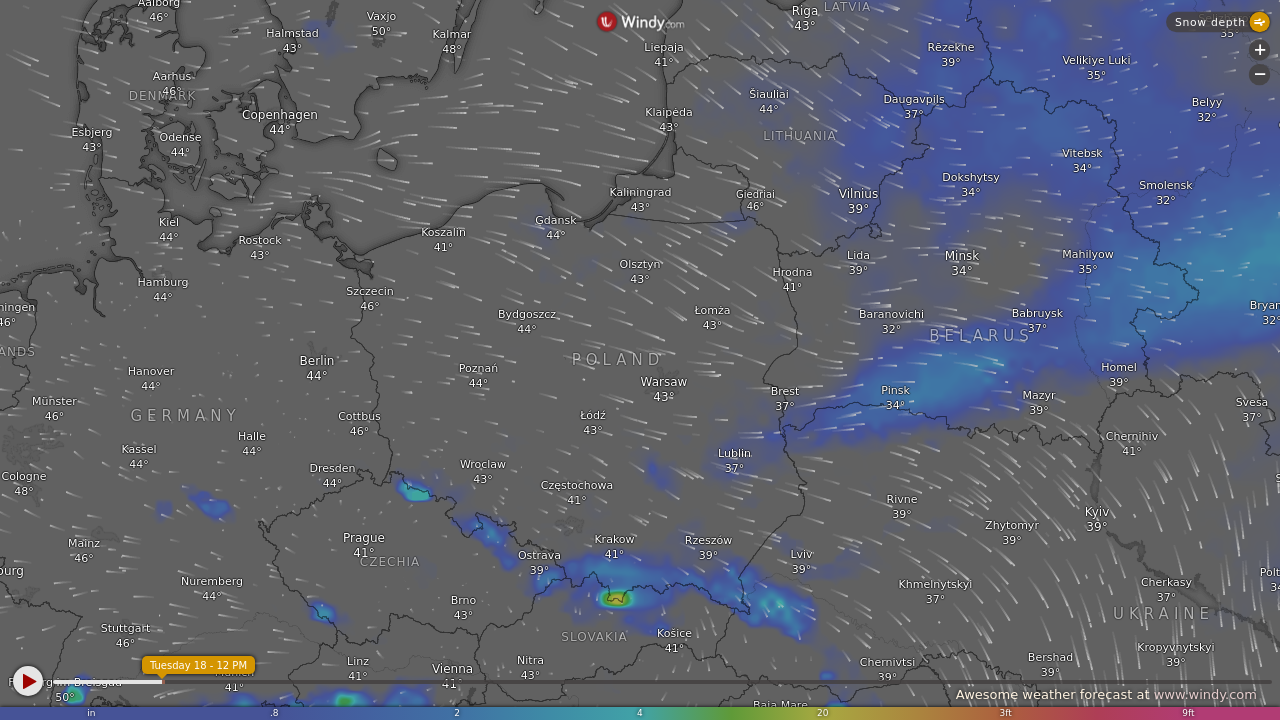 Aalborg
46°
Vaxjo
50°
Halmstad
43°
Kalmar
48°
Windy.com
Riga
43°
LATVIA
Snow depth
35°
Liepaja
41°
Rēzekne
39°
Velikiye Luki
35°
+
−
Aarhus
46°
DENMARK
Šiauliai
44°
Daugavpils
37°
Belyy
32°
Esbjerg
43°
Odense
44°
Copenhagen
44°
Klaipėda
43°
LITHUANIA
Vitebsk
34°
Dokshytsy
34°
Smolensk
32°
Kaliningrad
43°
Giedriai
46°
Vilnius
39°
Kiel
44°
Rostock
43°
Koszalin
41°
Gdansk
44°
Olsztyn
43°
Hrodna
41°
Lida
39°
Minsk
34°
Mahilyow
35°
Hamburg
44°
Szczecin
46°
ningen
46°
Bydgoszcz
44°
Łomża
43°
Baranovichi
32°
Babruysk
37°
Bryan
32°
BELARUS
ANDS
Hanover
44°
Berlin
44°
Poznań
44°
POLAND
Warsaw
43°
Brest
37°
Pinsk
34°
Homel
39°
Mazyr
39°
Svesa
37°
Münster
46°
GERMANY
Cottbus
46°
Łódź
43°
Halle
44°
Kassel
44°
Chernihiv
41°
Lublin
37°
Cologne
48°
Dresden
44°
Wroclaw
43°
Częstochowa
41°
Rivne
39°
Kyiv
39°
Zhytomyr
39°
Mainz
46°
Prague
41°
CZECHIA
Ostrava
39°
Krakow
41°
Rzeszów
39°
Lviv
39°
burg
Nuremberg
44°
Brno
43°
Khmelnytskyi
37°
Cherkasy
37°
Polt
34°
UKRAINE
Stuttgart
46°
SLOVAKIA
Košice
41°
Kropyvnytskyi
39°
Tuesday 18 - 12 PM
Linz
41°
Vienna
41°
Nitra
43°
Chernivtsi
39°
Bershad
39°
50°
41°
Awesome weather forecast at www.windy.com
Baia Mare
in .8 2 4 20 3ft 9ft